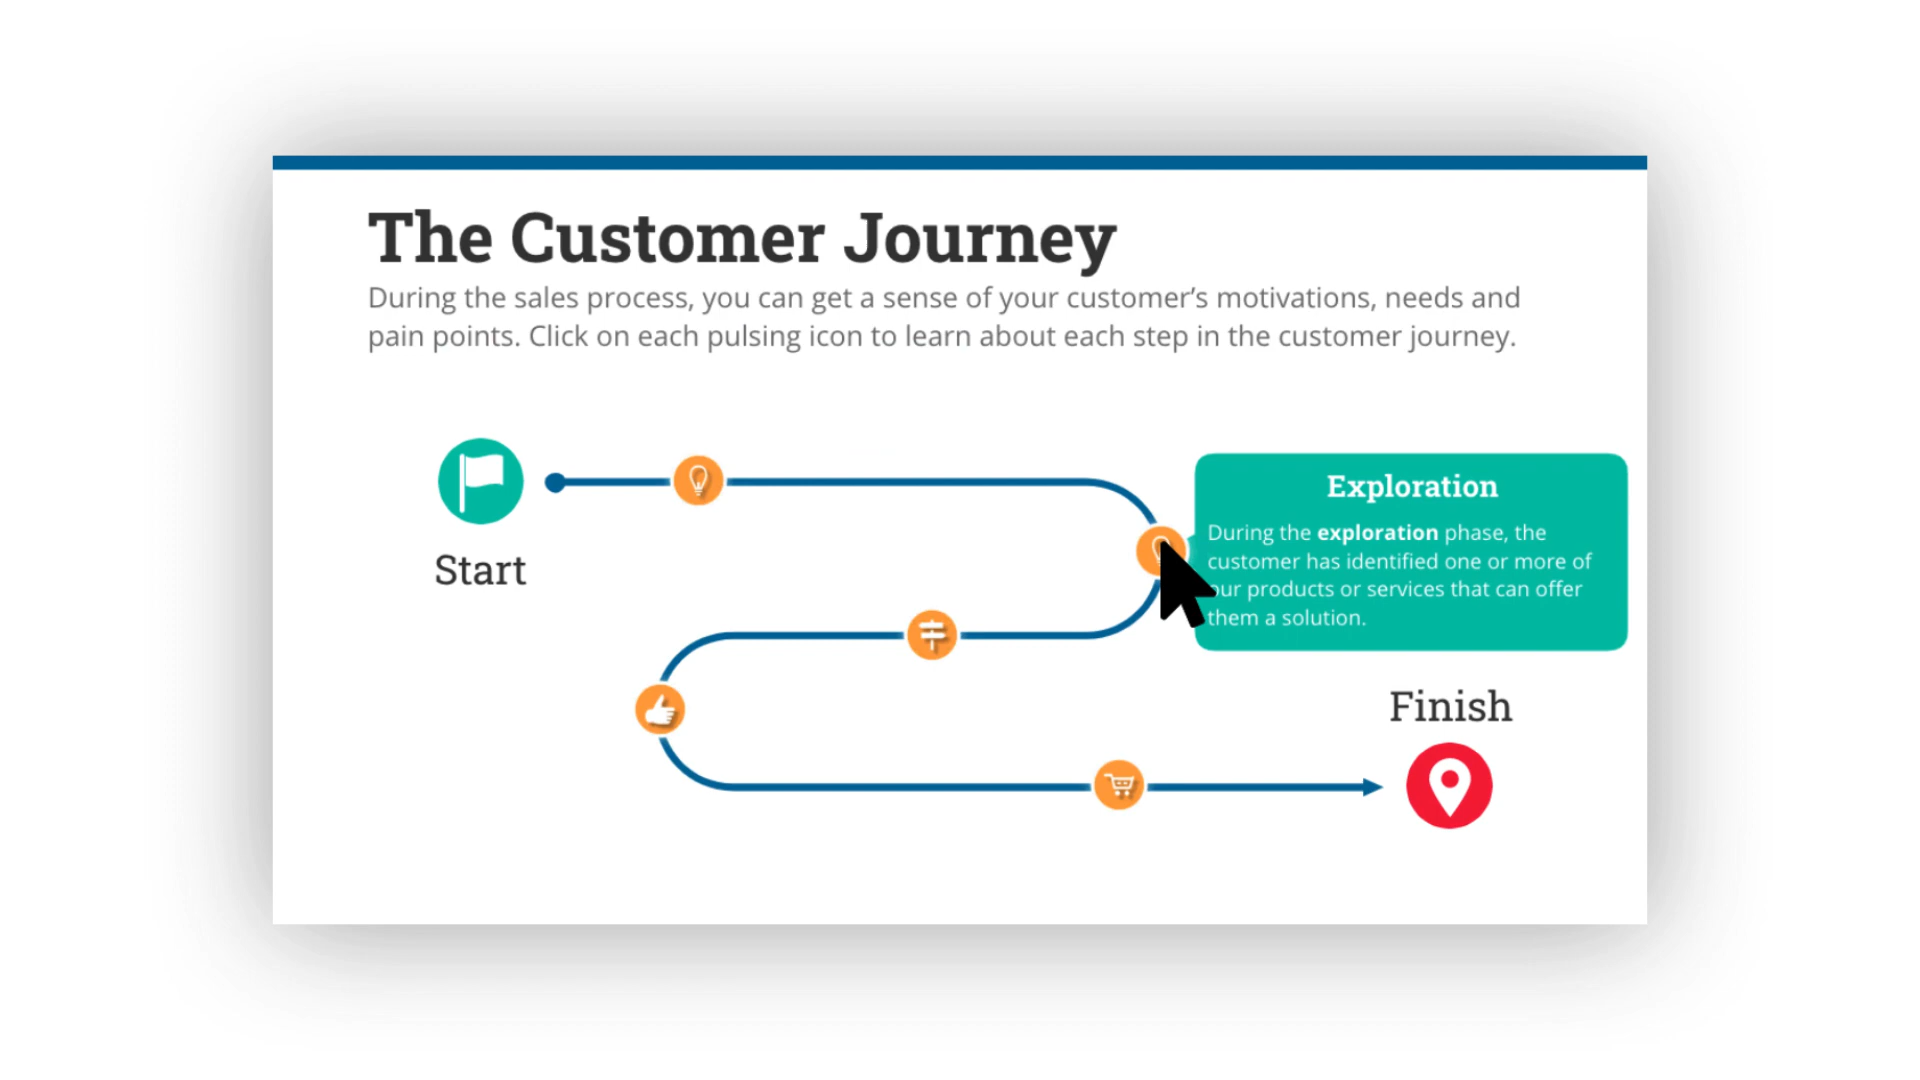 The Customer Journey
During the sales process, you can get a sense of your customer’s motivations, needs and
pain points. Click on each pulsing icon to learn about each step in the customer journey.
Start
Exploration
During the exploration phase, the
customer has identified one or more of
our products or services that can offer
them a solution.
Finish